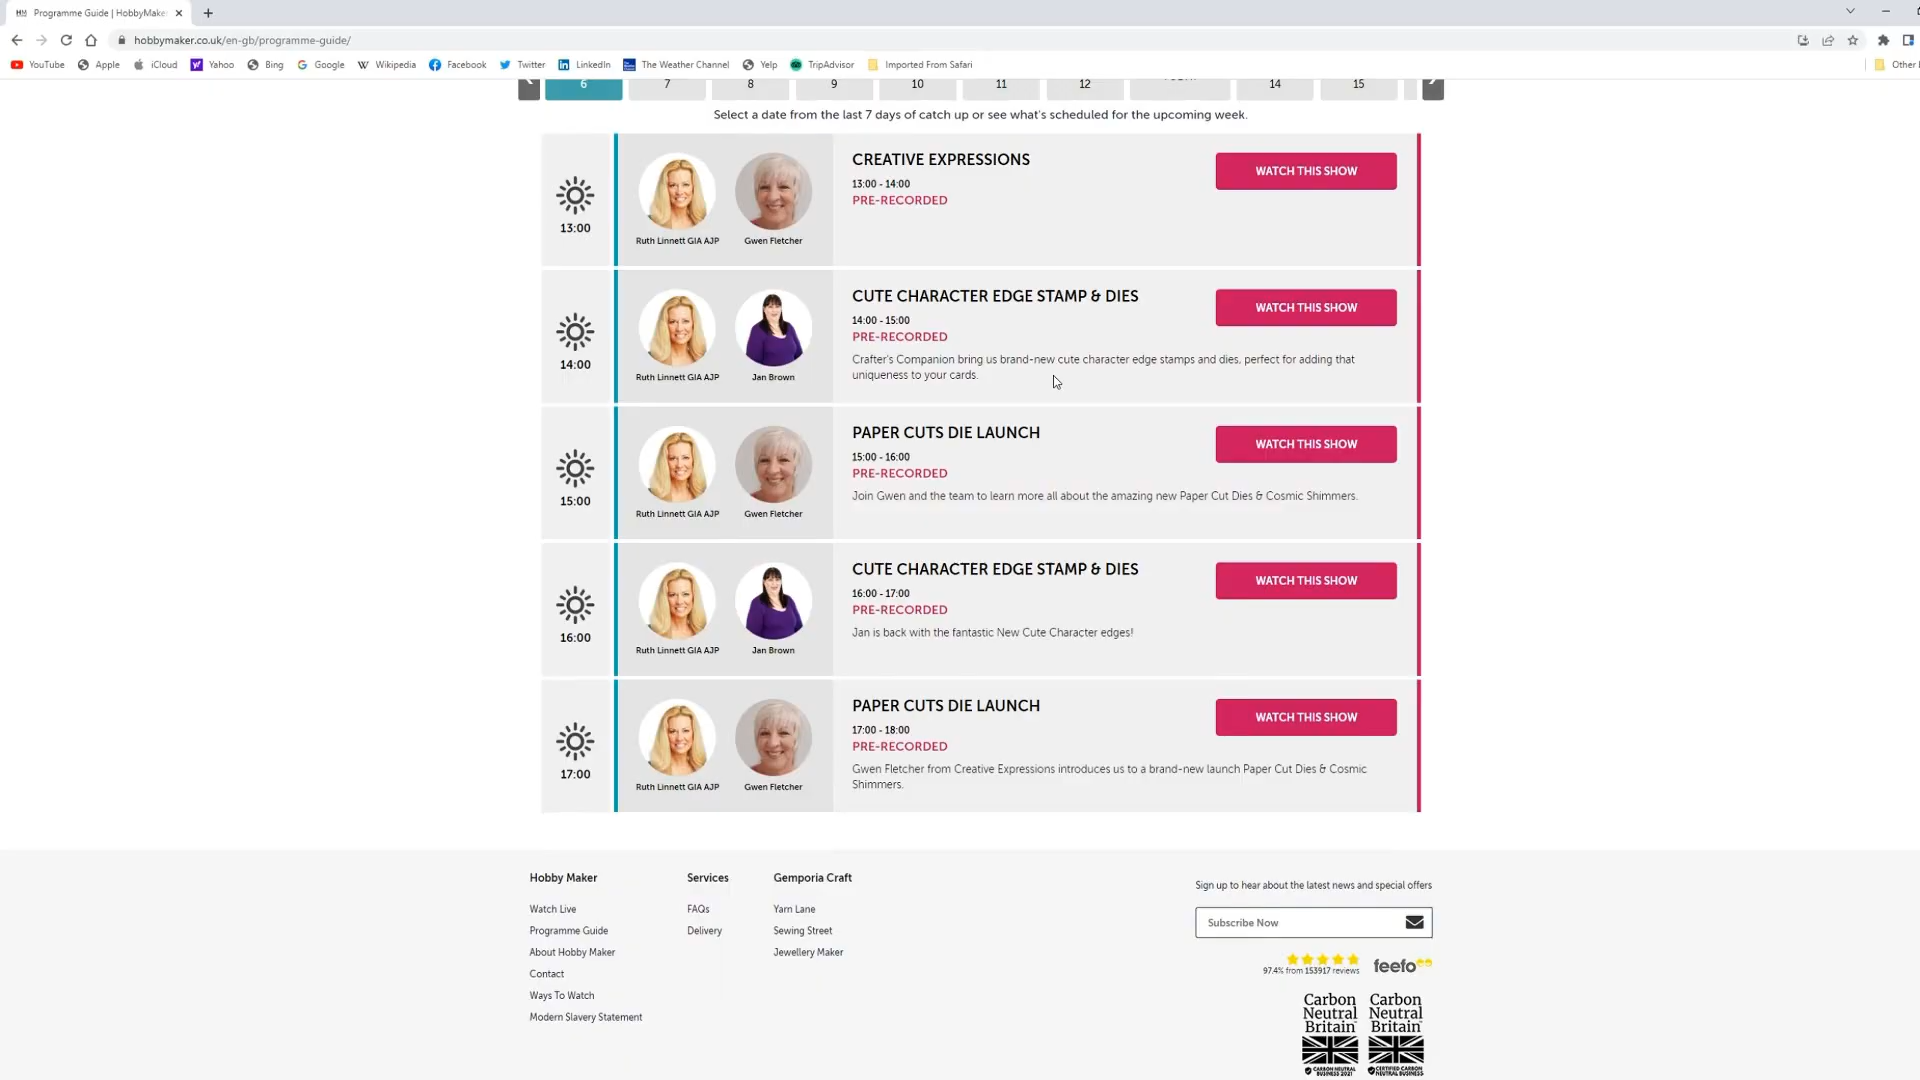 Programme Guide | HobbyMake
hobbymaker.co.uk/en-gb/programme-guide/
YouTube Apple iCloud Yahoo Bing Google Wikipedia Facebook Twitter LinkedIn The Weather Channel Yelp TripAdvisor Imported From Safari Other
6 7 8 9 10 11 12 14 15
Select a date from the last 7 days of catch up or see what's scheduled for the upcoming week.
13:00
Ruth Linnett GIA AJP Gwen Fletcher
CREATIVE EXPRESSIONS
13:00 - 14:00
PRE-RECORDED
WATCH THIS SHOW
14:00
Ruth Linnett GIA AJP Jan Brown
CUTE CHARACTER EDGE STAMP & DIES
14:00 - 15:00
PRE-RECORDED
Crafter's Companion bring us brand-new cute character edge stamps and dies, perfect for adding that
uniqueness to your cards.
WATCH THIS SHOW
15:00
Ruth Linnett GIA AJP Gwen Fletcher
PAPER CUTS DIE LAUNCH
15:00 - 16:00
PRE-RECORDED
Join Gwen and the team to learn more all about the amazing new Paper Cut Dies & Cosmic Shimmers.
WATCH THIS SHOW
16:00
Ruth Linnett GIA AJP Jan Brown
CUTE CHARACTER EDGE STAMP & DIES
16:00 - 17:00
PRE-RECORDED
Jan is back with the fantastic New Cute Character edges!
WATCH THIS SHOW
17:00
Ruth Linnett GIA AJP Gwen Fletcher
PAPER CUTS DIE LAUNCH
17:00 - 18:00
PRE-RECORDED
Gwen Fletcher from Creative Expressions introduces us to a brand-new launch Paper Cut Dies & Cosmic
Shimmers.
WATCH THIS SHOW
Hobby Maker
Watch Live
Programme Guide
About Hobby Maker
Contact
Ways To Watch
Modern Slavery Statement
Services
FAQs
Delivery
Gemporia Craft
Yarn Lane
Sewing Street
Jewellery Maker
Sign up to hear about the latest news and special offers
Subscribe Now
97.4% from 153917 reviews
feefo
Carbon
Neutral
Britain
CARBON NEUTRAL
BUSINESS 2021
Carbon
Neutral
Britain
CERTIFIED CARBON
NEUTRAL BUSINESS